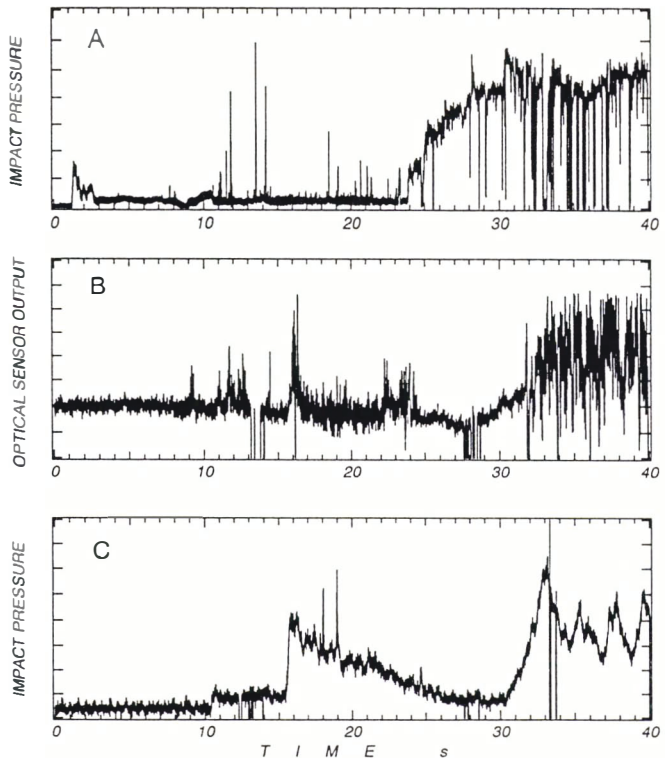 A
IMPACT PRESSURE
0 10 20 30 40
B
OPTICAL SENSOR OUTPUT
0 10 20 30 40
C
IMPACT PRESSURE
0 10 20 30 40
T I M E s